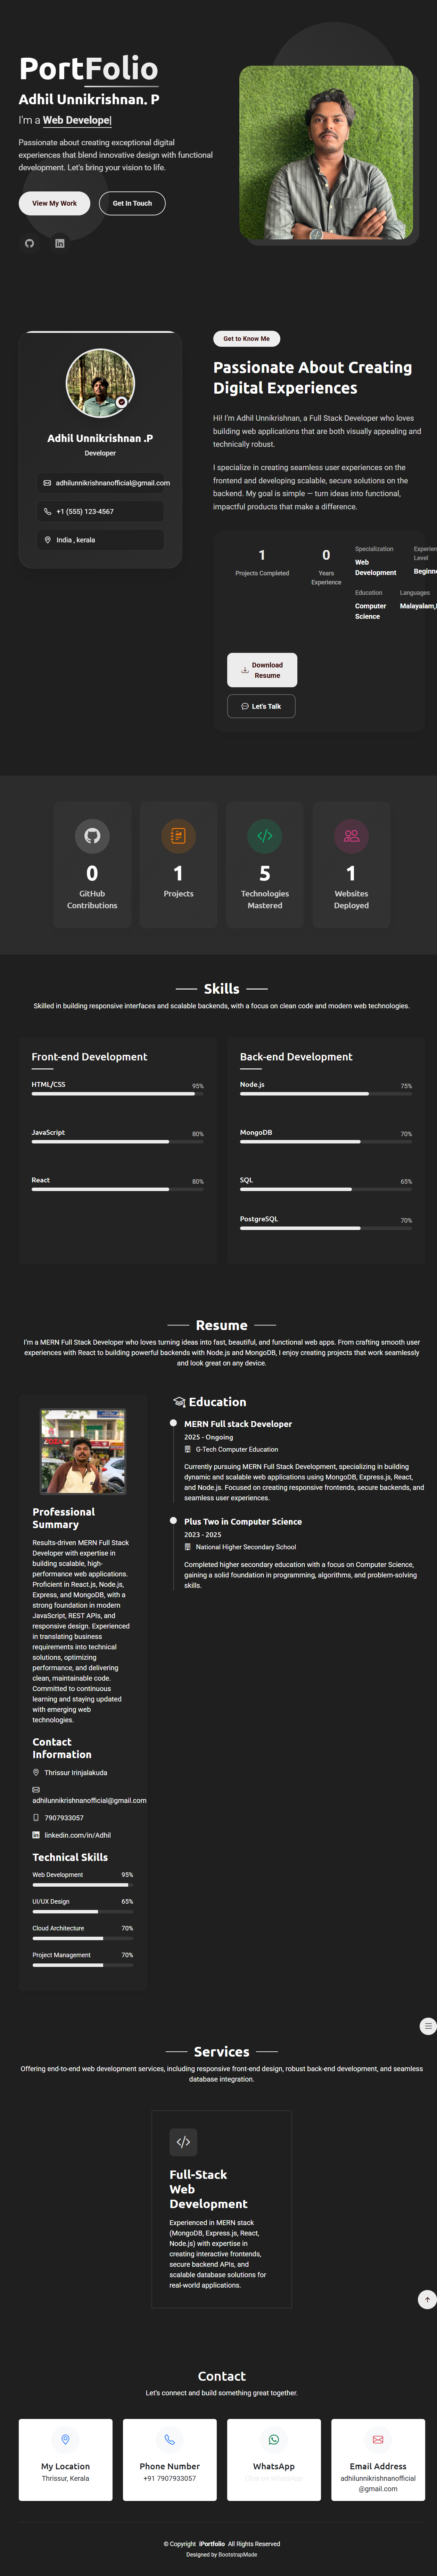 PortFolio
Adhil Unnikrishnan. P
I'm a Web Develope|
Passionate about creating exceptional digital
experiences that blend innovative design with functional
development. Let's bring your vision to life.
View My Work
Get In Touch
Adhil Unnikrishnan .P
Developer
adhilunnikrishnanofficial@gmail.com
+1 (555) 123-4567
India , kerala
Get to Know Me
Passionate About Creating
Digital Experiences
Hi! I'm Adhil Unnikrishnan, a Full Stack Developer who loves
building web applications that are both visually appealing and
technically robust.
I specialize in creating seamless user experiences on the
frontend and developing scalable, secure solutions on the
backend. My goal is simple — turn ideas into functional,
impactful products that make a difference.
1
Projects Completed
0
Years
Experience
Specialization
Web
Development
Experien
Lavel
Beginne
Education
Computer
Science
Languages
Malayalam,
Download
Resume
Let's Talk
0
GitHub
Contributions
1
Projects
5
Technologies
Mastered
1
Websites
Deployed
Skills
Skilled in building responsive interfaces and scalable backends, with a focus on clean code and modern web technologies.
Front-end Development
HTML/CSS 95%
JavaScript 80%
React 80%
Back-end Development
Node.js 75%
MongoDB 70%
SQL 65%
PostgreSQL 70%
Resume
I'm a MERN Full Stack Developer who loves turning ideas into fast, beautiful, and functional web apps. From crafting smooth user
experiences with React to building powerful backends with Node.js and MongoDB, I enjoy creating projects that work seamlessly
and look great on any device.
Professional
Summary
Results-driven MERN Full Stack
Developer with expertise in
building scalable, high-
performance web applications.
Proficient in React.js, Node.js,
Express, and MongoDB, with a
strong foundation in modern
JavaScript, REST APIs, and
responsive design. Experienced
in translating business
requirements into technical
solutions, optimizing
performance, and delivering
clean, maintainable code.
Committed to continuous
learning and staying updated
with emerging web
technologies.
Contact
Information
Thrissur Irinjalakuda
adhilunnikrishnanofficial@gmail.com
7907933057
linkedin.com/in/Adhil
Technical Skills
Web Development 95%
UI/UX Design 65%
Cloud Architecture 70%
Project Management 70%
Education
MERN Full stack Developer
2025 - Ongoing
G-Tech Computer Education
Currently pursuing MERN Full Stack Development, specializing in building
dynamic and scalable web applications using MongoDB, Express.js, React,
and Node.js. Focused on creating responsive frontends, secure backends, and
seamless user experiences.
Plus Two in Computer Science
2023 - 2025
National Higher Secondary School
Completed higher secondary education with a focus on Computer Science,
gaining a solid foundation in programming, algorithms, and problem-solving
skills.
Services
Offering end-to-end web development services, including responsive front-end design, robust back-end development, and seamless
database integration.
Full-Stack
Web
Development
Experienced in MERN stack
(MongoDB, Express.js, React,
Node.js) with expertise in
creating interactive frontends,
secure backend APIs, and
scalable database solutions for
real-world applications.
Contact
Let's connect and build something great together.
My Location
Thrissur, Kerala
Phone Number
+91 7907933057
WhatsApp
Email Address
adhilunnikrishnanofficial
@gmail.com
© Copyright iPortfolio All Rights Reserved
Designed by BootstrapMade